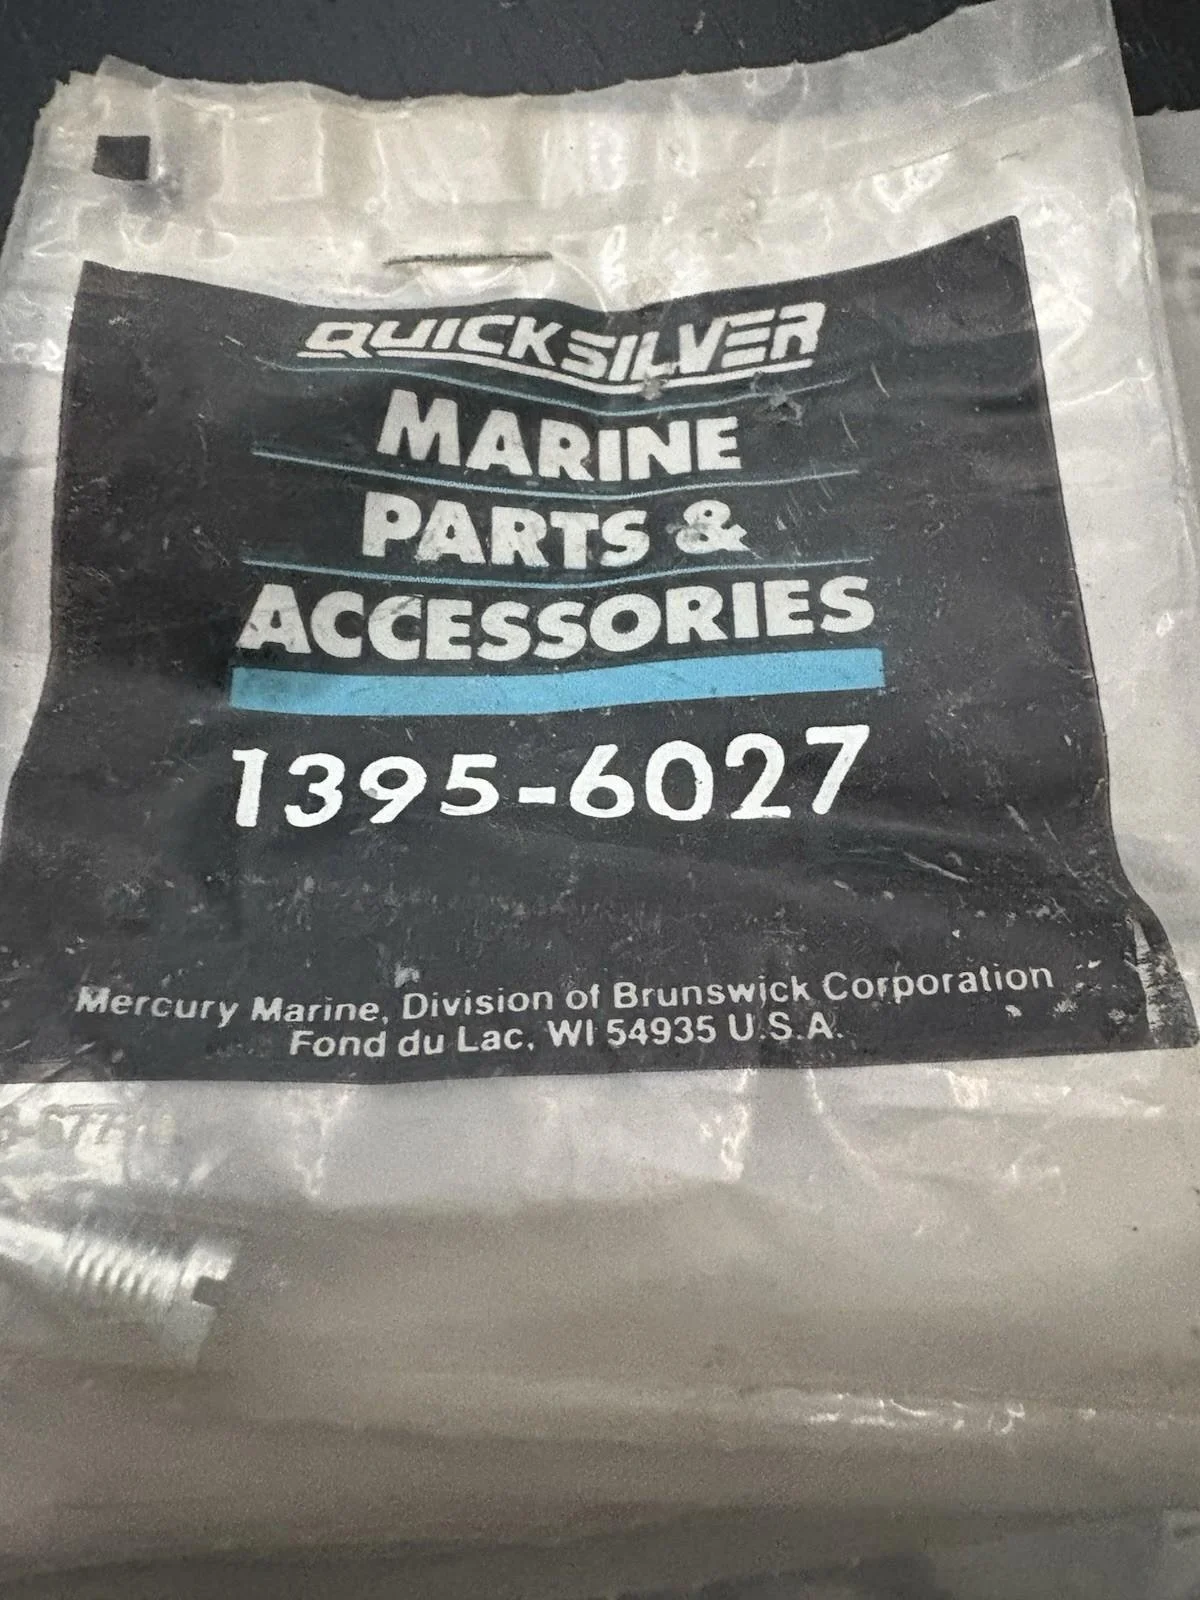 QUICKSILVER
MARINE
PARTS &
ACCESSORIES
1395-6027
Mercury Marine, Division of Brunswick Corporation
Fond du Lac, WI 54935 U.S.A.